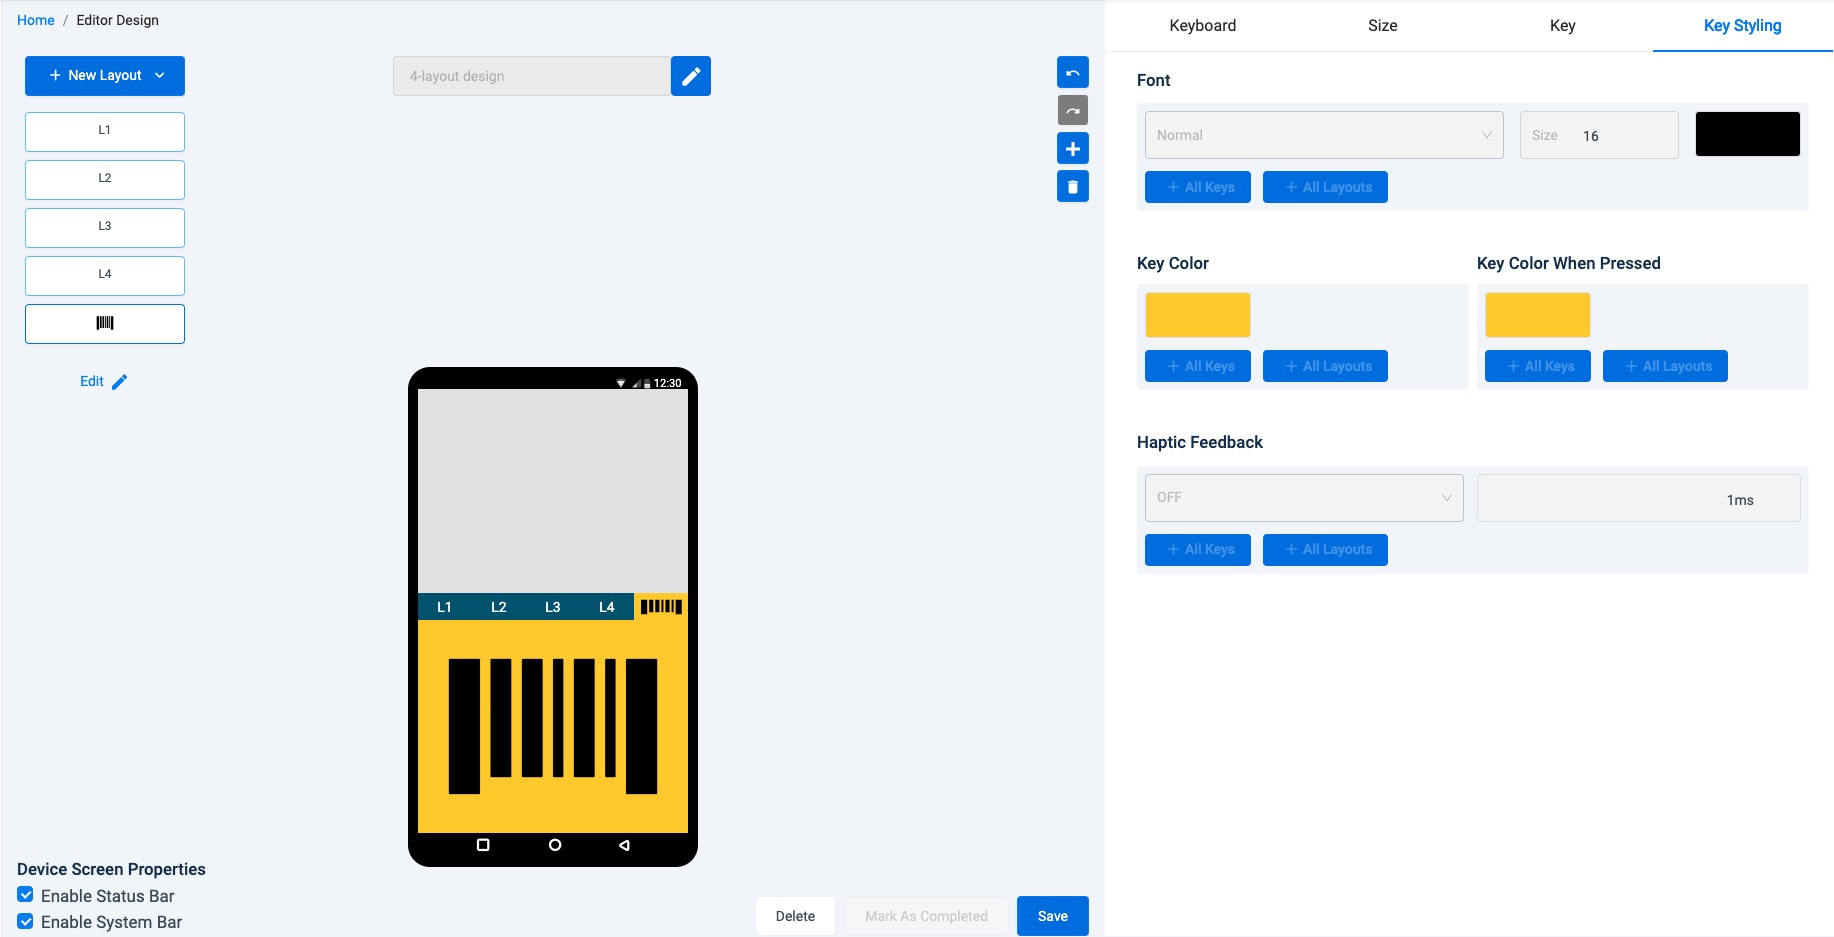 Home / Editor Design
New Layout
4-layout design
L1
L2
L3
L4
Edit
12:30
L1 L2 L3 L4
Device Screen Properties
Enable Status Bar
Enable System Bar
Delete Mark As Completed Save
Keyboard Size Key Key Styling
Font
Normal Size 16
+ All Keys + All Layouts
Key Color Key Color When Pressed
+ All Keys + All Layouts + All Keys + All Layouts
Haptic Feedback
OFF 1ms
+ All Keys + All Layouts